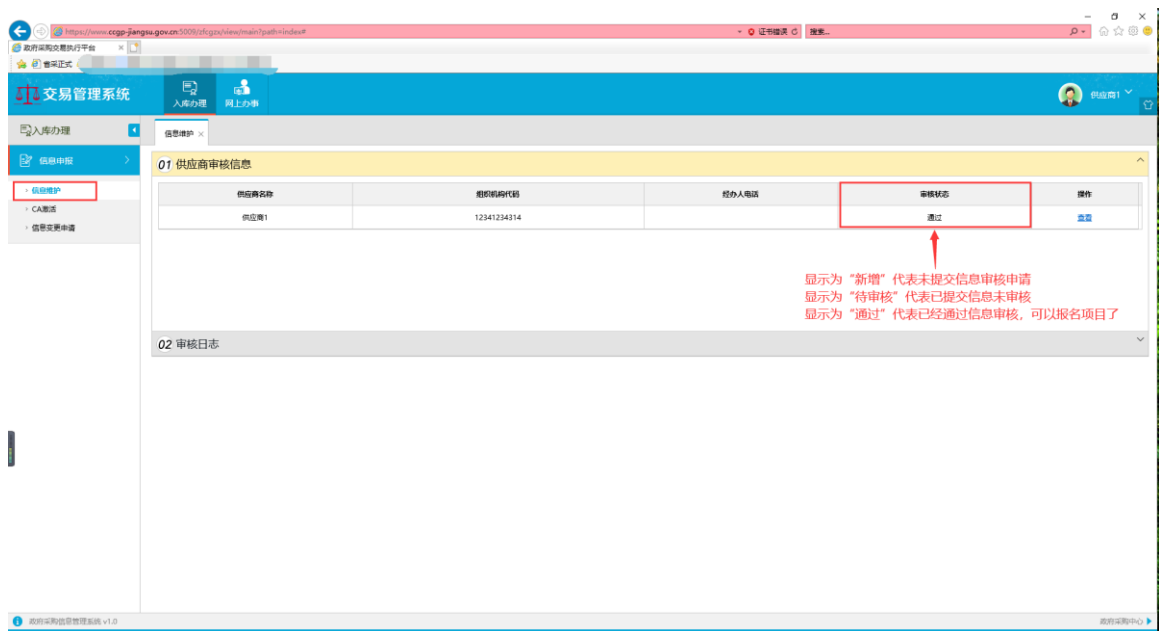 https://www.ccgp-jiangsu.gov.cn:5009/zfcgzx/view/main?path=index#
证书错误
搜索...
政府采购交易执行平台
省采正式
交易管理系统
入库办理
网上办事
供应商1
入库办理
信息维护
信息申报
01 供应商审核信息
信息维护
供应商名称 组织机构代码 经办人电话 审核状态 操作
CA激活
供应商1 12341234314 通过 查看
信息变更申请
显示为“新增”代表未提交信息审核申请
显示为“待审核”代表已提交信息未审核
显示为“通过”代表已经通过信息审核，可以报名项目了
02 审核日志
政府采购信息管理系统 v1.0
政府采购中心